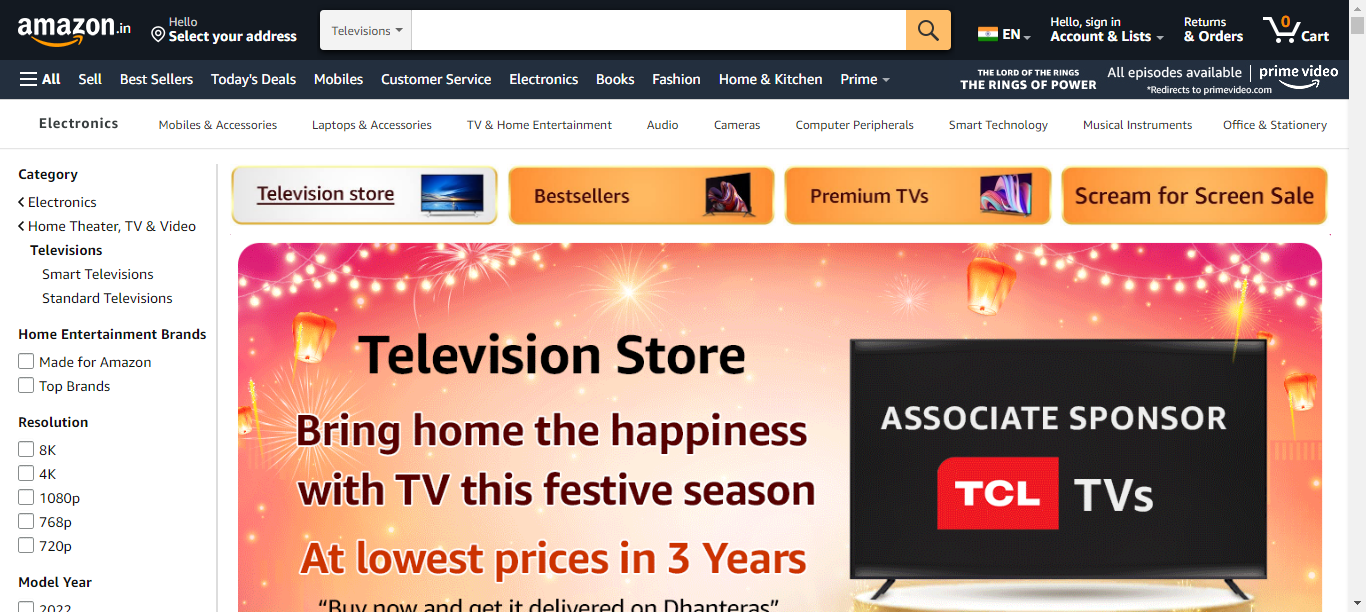 amazon.in
Hello
Select your address
Televisions
EN
Hello, sign in
Account & Lists
Returns
& Orders
0
Cart
All
Sell
Best Sellers
Today's Deals
Mobiles
Customer Service
Electronics
Books
Fashion
Home & Kitchen
Prime
THE LORD OF THE RINGS
THE RINGS OF POWER
All episodes available
prime video
*Redirects to primevideo.com
Electronics
Mobiles & Accessories
Laptops & Accessories
TV & Home Entertainment
Audio
Cameras
Computer Peripherals
Smart Technology
Musical Instruments
Office & Stationery
Category
Electronics
Home Theater, TV & Video
Televisions
Smart Televisions
Standard Televisions
Home Entertainment Brands
Made for Amazon
Top Brands
Resolution
8K
4K
1080p
768p
720p
Model Year
2022
Television store
Bestsellers
Premium TVs
Scream for Screen Sale
Television Store
Bring home the happiness
with TV this festive season
At lowest prices in 3 Years
“Buy now and get it delivered on Dhanteras”
ASSOCIATE SPONSOR
TCL TVs